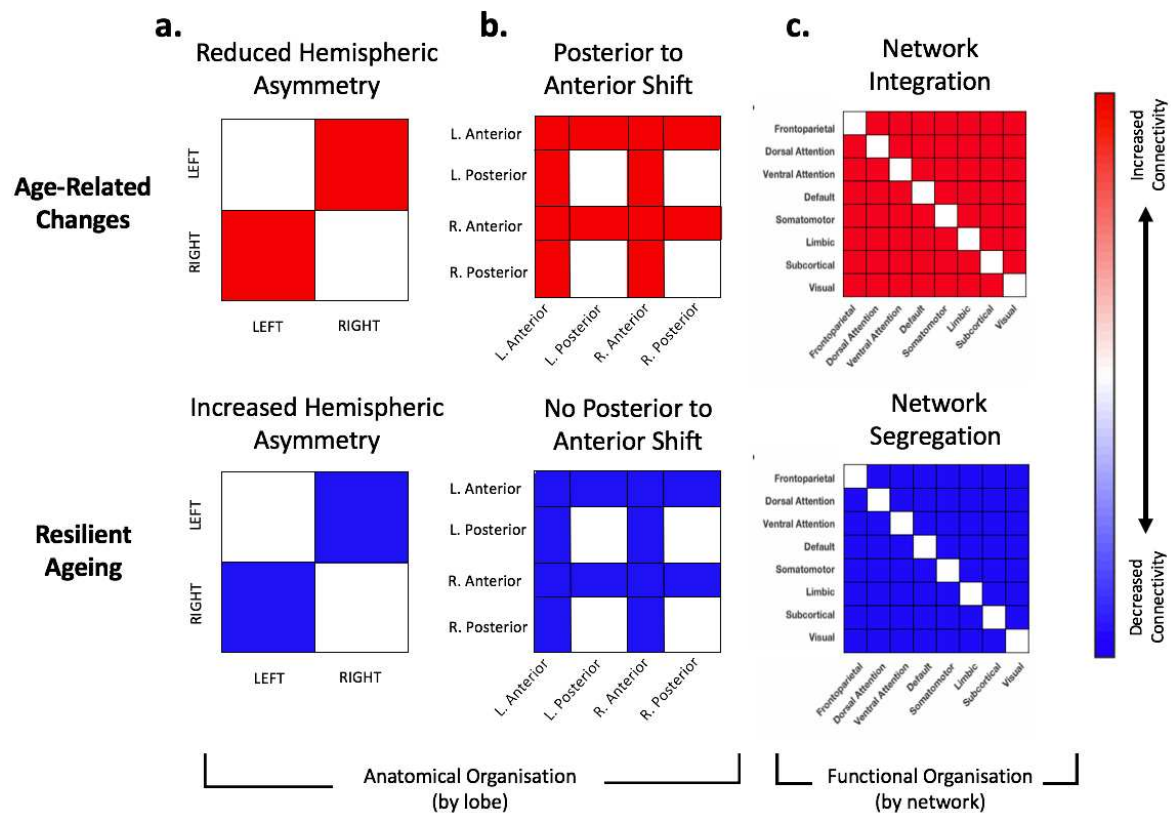 a.
Reduced Hemispheric
Asymmetry
b.
Posterior to
Anterior Shift
c.
Network
Integration
Age-Related
Changes
LEFT
RIGHT
LEFT
RIGHT
L. Anterior
L. Posterior
R. Anterior
R. Posterior
L. Anterior
L. Posterior
R. Anterior
R. Posterior
Frontoparietal
Dorsal Attention
Ventral Attention
Default
Somatomotor
Limbic
Subcortical
Visual
Frontoparietal
Dorsal Attention
Ventral Attention
Default
Somatomotor
Limbic
Subcortical
Visual
Increased
Connectivity
Decreased
Connectivity
Resilient
Ageing
Increased Hemispheric
Asymmetry
LEFT
RIGHT
LEFT
RIGHT
No Posterior to
Anterior Shift
L. Anterior
L. Posterior
R. Anterior
R. Posterior
L. Anterior
L. Posterior
R. Anterior
R. Posterior
Network
Segregation
Frontoparietal
Dorsal Attention
Ventral Attention
Default
Somatomotor
Limbic
Subcortical
Visual
Frontoparietal
Dorsal Attention
Ventral Attention
Default
Somatomotor
Limbic
Subcortical
Visual
Anatomical Organisation
(by lobe)
Functional Organisation
(by network)